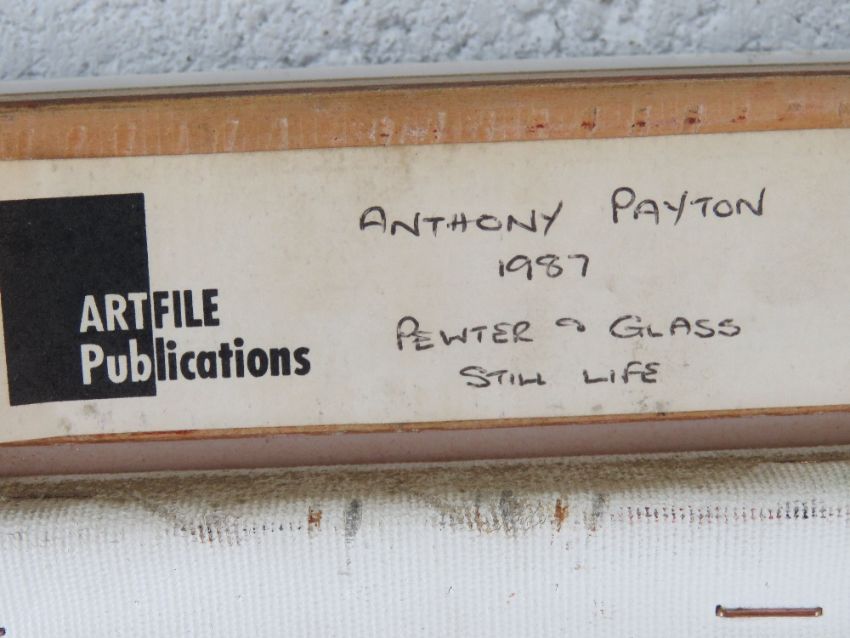 ARTFILE
Publications
ANTHONY PAYTON
1987
PEWTER & GLASS
STILL LIFE